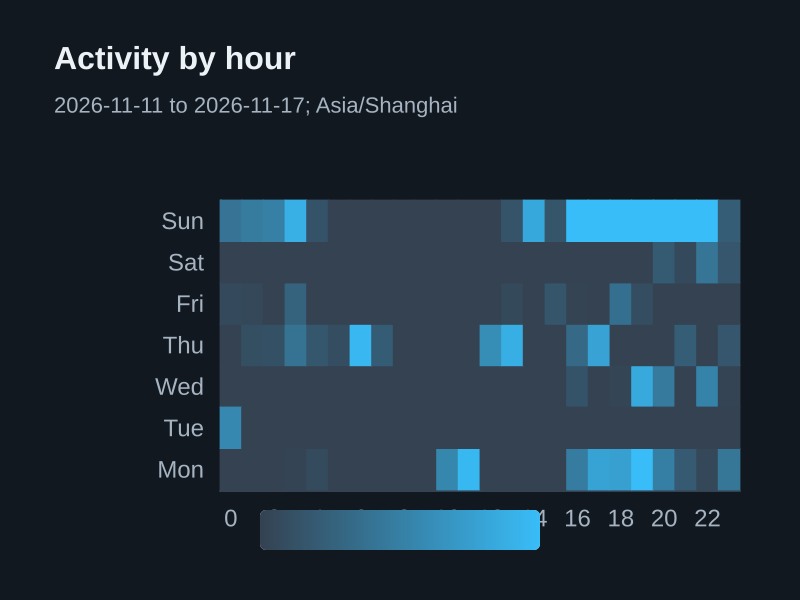 Activity by hour
2026-11-11 to 2026-11-17; Asia/Shanghai
Sun
Sat
Fri
Thu
Wed
Tue
Mon
0 16 18 20 22